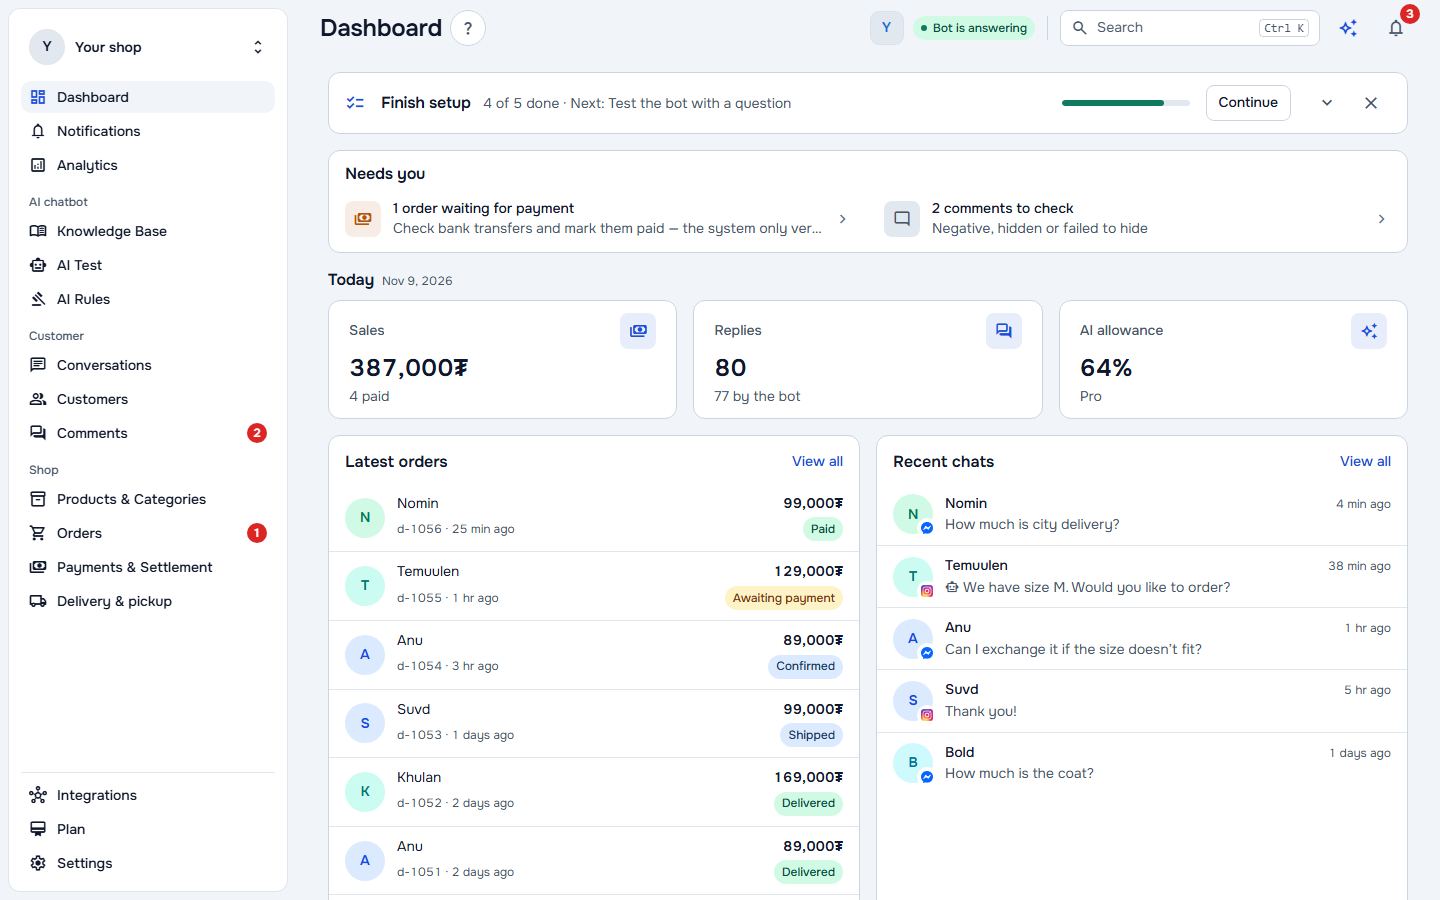 Y
Your shop
Dashboard
Notifications
Analytics
AI chatbot
Knowledge Base
AI Test
AI Rules
Customer
Conversations
Customers
Comments 2
Shop
Products & Categories
Orders 1
Payments & Settlement
Delivery & pickup
Integrations
Plan
Settings
Dashboard ?
Y
Bot is answering
Search Ctrl K
3
Finish setup 4 of 5 done · Next: Test the bot with a question
Continue
Needs you
1 order waiting for payment
Check bank transfers and mark them paid — the system only ver...
2 comments to check
Negative, hidden or failed to hide
Today Nov 9, 2026
Sales
387,000₮
4 paid
Replies
80
77 by the bot
AI allowance
64%
Pro
Latest orders View all
N
Nomin 99,000₮
d-1056 · 25 min ago Paid
T
Temuulen 129,000₮
d-1055 · 1 hr ago Awaiting payment
A
Anu 89,000₮
d-1054 · 3 hr ago Confirmed
S
Suvd 99,000₮
d-1053 · 1 days ago Shipped
K
Khulan 169,000₮
d-1052 · 2 days ago Delivered
A
Anu 89,000₮
d-1051 · 2 days ago Delivered
Recent chats View all
N
Nomin 4 min ago
How much is city delivery?
T
Temuulen 38 min ago
We have size M. Would you like to order?
A
Anu 1 hr ago
Can I exchange it if the size doesn't fit?
S
Suvd 5 hr ago
Thank you!
B
Bold 1 days ago
How much is the coat?